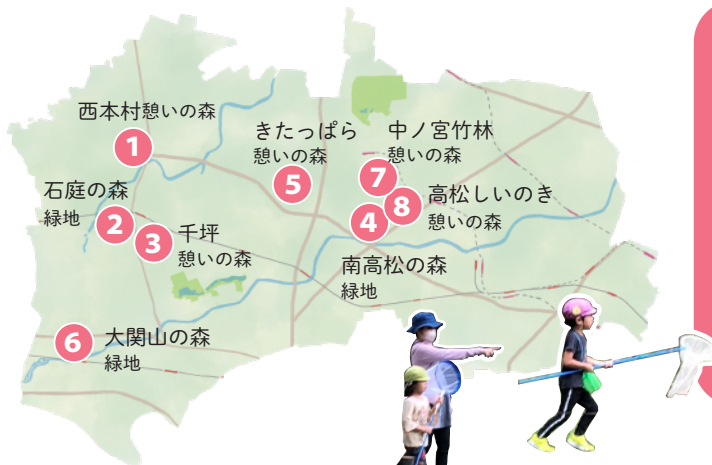 西本村憩いの森
1
石庭の森
緑地
2
3
千坪
憩いの森
きたっぱら
憩いの森
5
中ノ宮竹林
憩いの森
7
8
高松しいのき
憩いの森
4
南高松の森
緑地
6
大関山の森
緑地